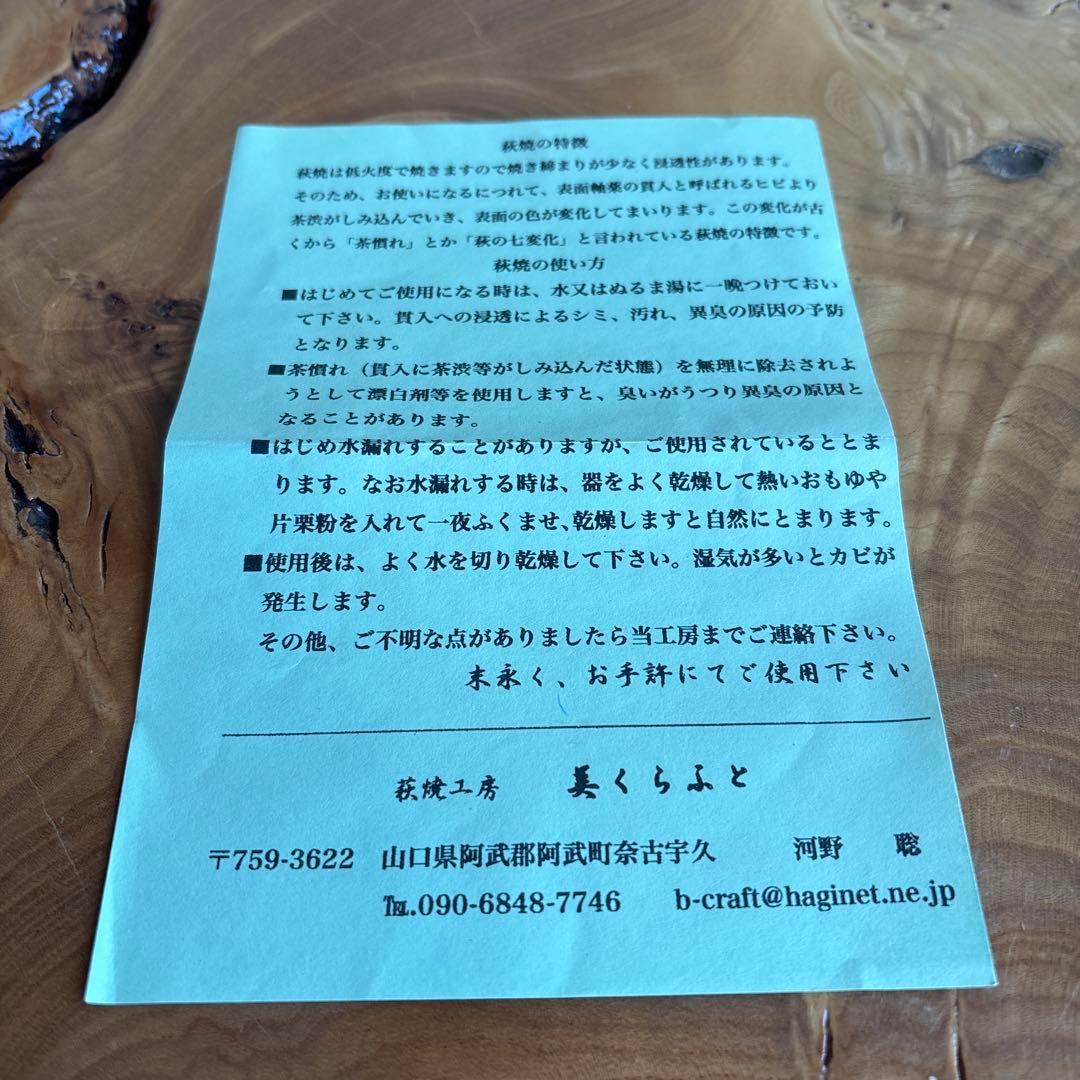 萩焼の特徴
萩焼は低火度で焼きますので焼き締まりが少なく浸透性があります。
そのため、お使いになるにつれて、表面軸薬の貫入と呼ばれるヒビより
茶渋がしみ込んでいき、表面の色が変化してまいります。この変化が古
くから「茶慣れ」とか「萩の七変化」と言われている萩焼の特徴です。
萩焼の使い方
■はじめてご使用になる時は、水又はぬるま湯に一晩つけておい
て下さい。貫入への浸透によるシミ、汚れ、異臭の原因の予防
となります。
■茶慣れ（貫入に茶渋等がしみ込んだ状態）を無理に除去されよ
うとして漂白剤等を使用しますと、臭いがうつり異臭の原因と
なることがあります。
■はじめ水漏れすることがありますが、ご使用されているととま
ります。なお水漏れする時は、器をよく乾燥して熱いおもゆや
片栗粉を入れて一夜ふくませ、乾燥しますと自然にとまります。
■使用後は、よく水を切り乾燥して下さい。湿気が多いとカビが
発生します。
その他、ご不明な点がありましたら当工房までご連絡下さい。
末永く、お手許にてご使用下さい
萩焼工房 美くらふと
〒759-3622 山口県阿武郡阿武町奈古宇久 河野 聡
℡.090-6848-7746 b-craft@haginet.ne.jp